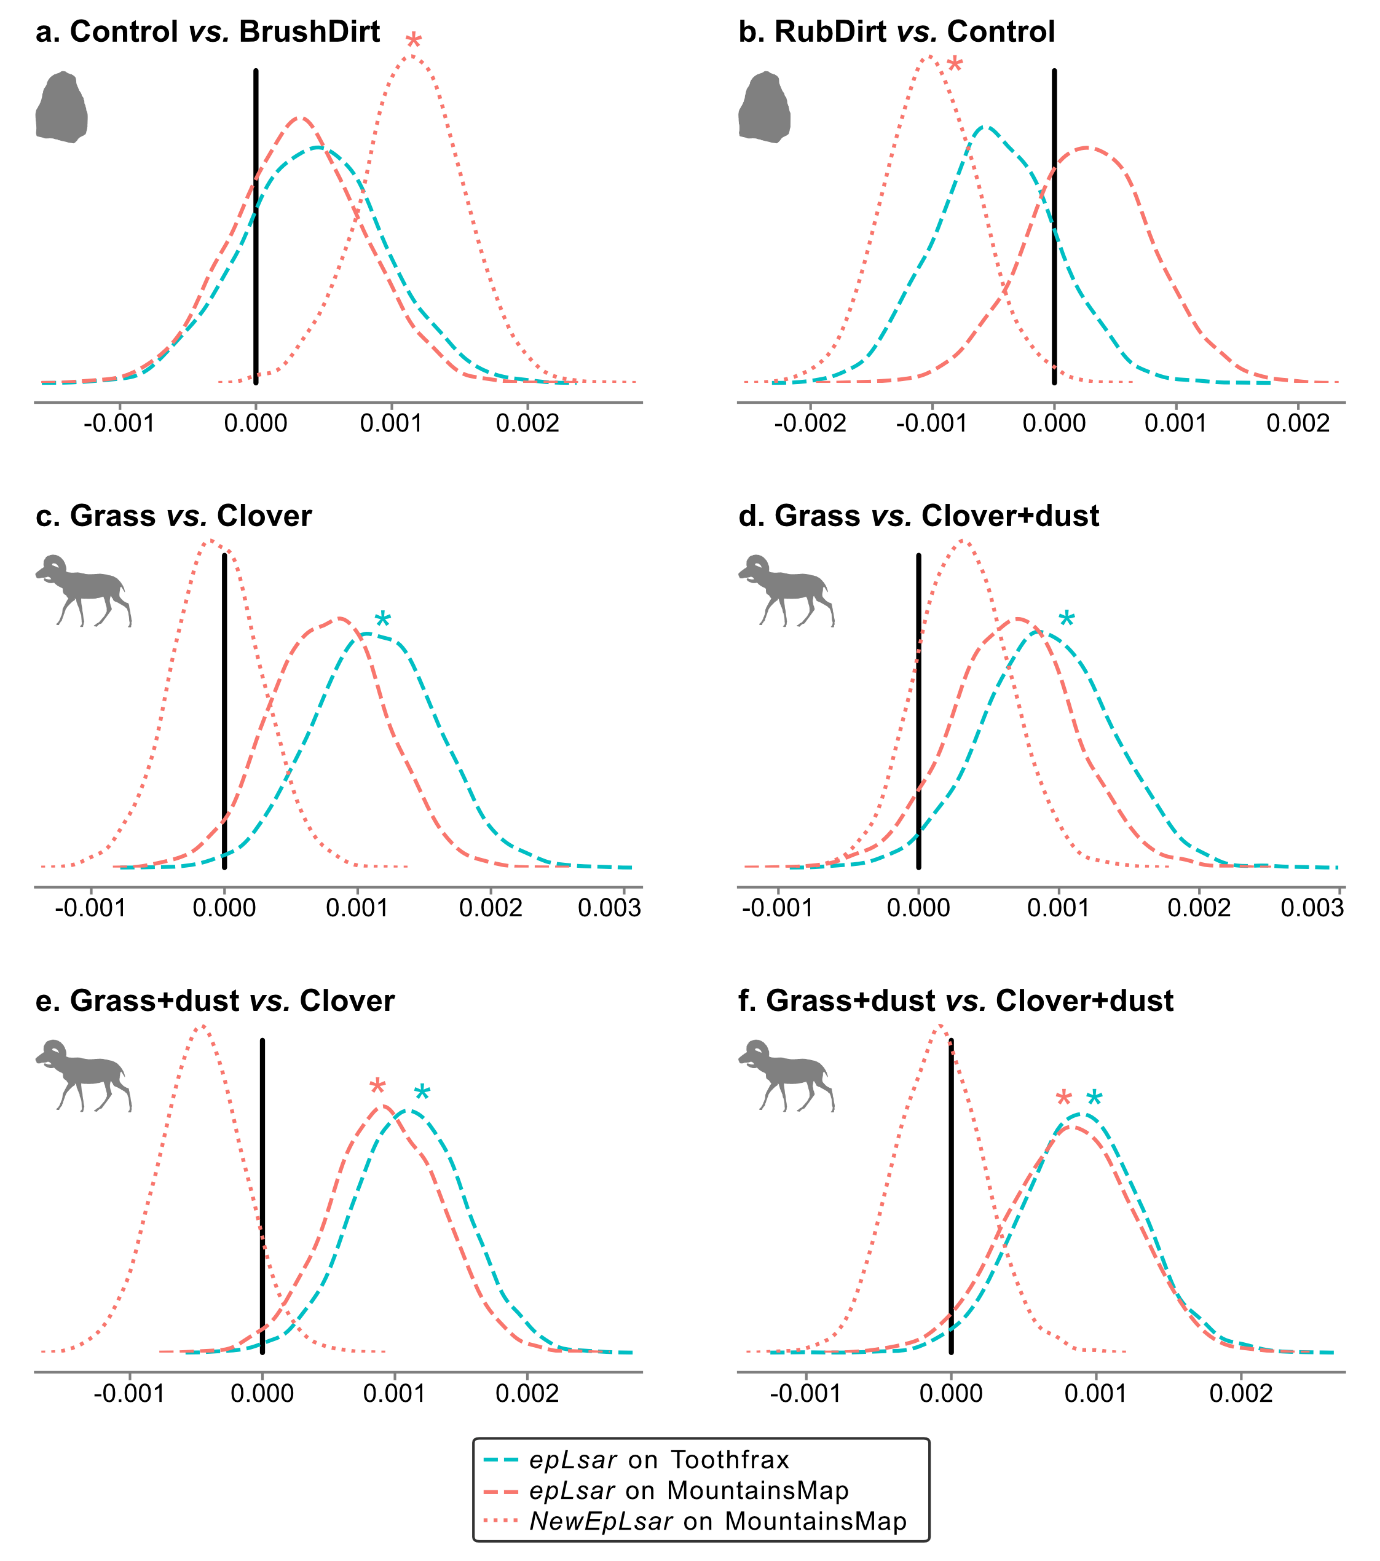 a. Control vs. BrushDirt
*
-0.001 0.000 0.001 0.002
b. RubDirt vs. Control
*
-0.002 -0.001 0.000 0.001 0.002
c. Grass vs. Clover
*
-0.001 0.000 0.001 0.002 0.003
d. Grass vs. Clover+dust
*
-0.001 0.000 0.001 0.002 0.003
e. Grass+dust vs. Clover
* *
-0.001 0.000 0.001 0.002
f. Grass+dust vs. Clover+dust
* *
-0.001 0.000 0.001 0.002
epLsar on Toothfrax
epLsar on MountainsMap
NewEpLsar on MountainsMap